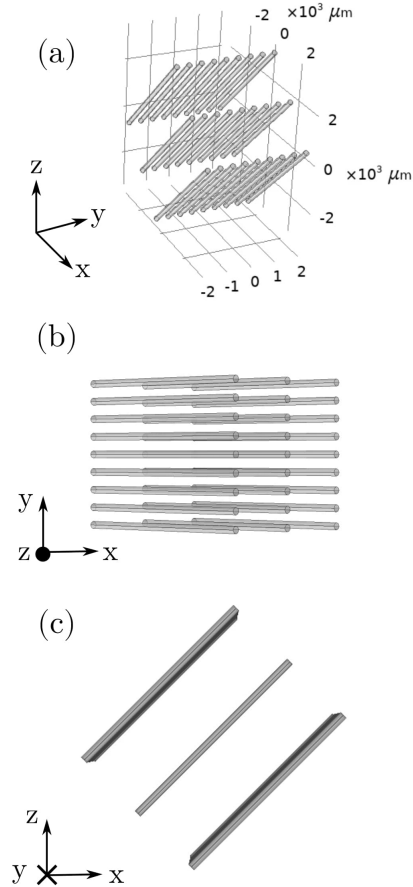 (a)
-2 ×10³ μm
0
2
2
0 ×10³ μm
-2
-2 -1 0 1 2
z
y
x
(b)
y
z x
(c)
z
y x